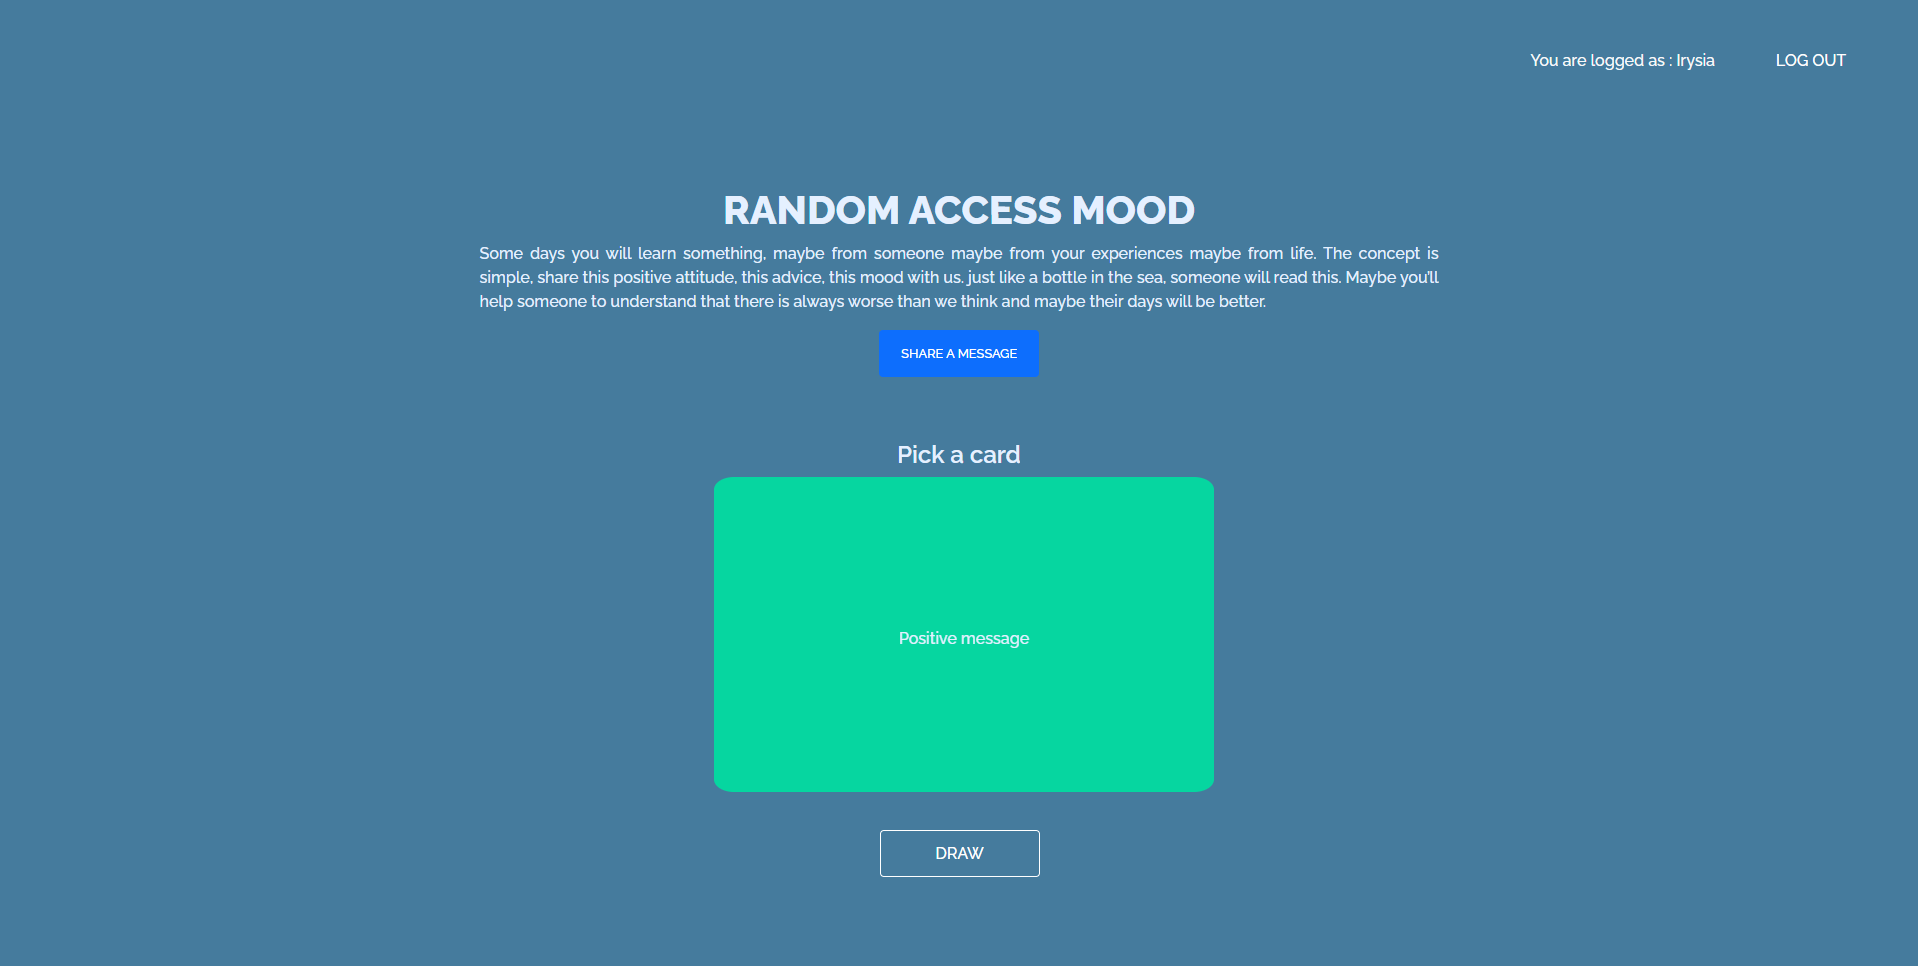 You are logged as : Irysia
LOG OUT
RANDOM ACCESS MOOD
Some days you will learn something, maybe from someone maybe from your experiences maybe from life. The concept is
simple, share this positive attitude, this advice, this mood with us. just like a bottle in the sea, someone will read this. Maybe you'll
help someone to understand that there is always worse than we think and maybe their days will be better.
SHARE A MESSAGE
Pick a card
Positive message
DRAW